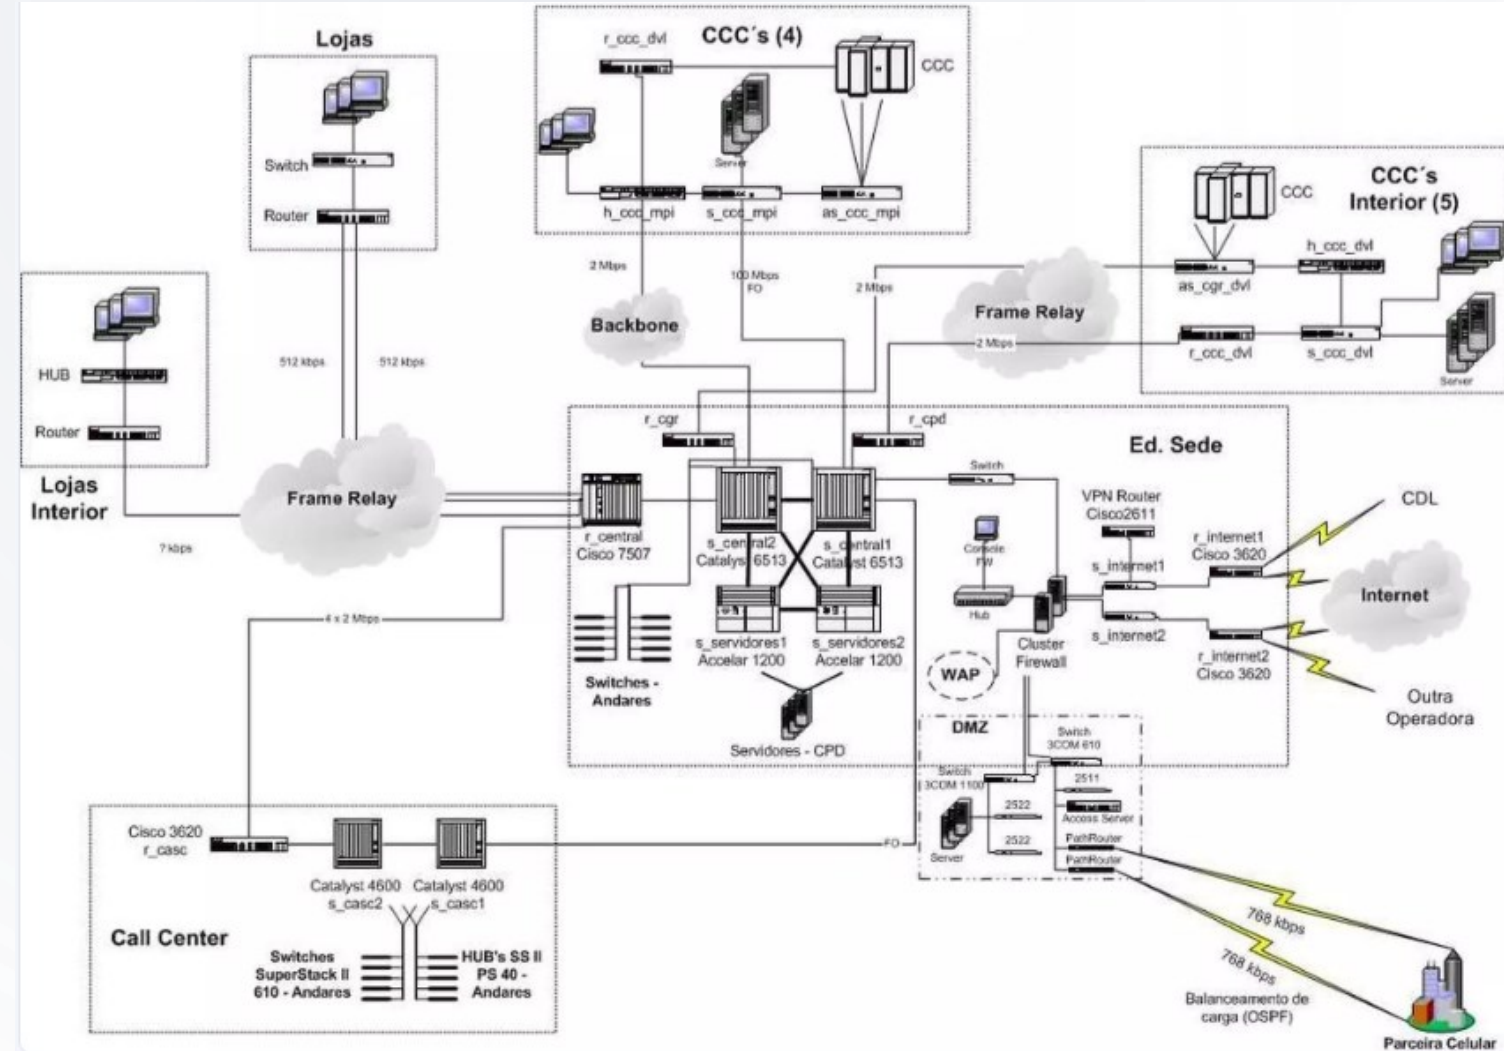 Lojas
Switch
Router
512 kbps
512 kbps
HUB
Router
Lojas
Interior
? kbps
Frame Relay
CCC´s (4)
r_ccc_dvl
CCC
Server
h_ccc_mpi
s_ccc_mpi
as_ccc_mpi
2 Mbps
100 Mbps
FO
Backbone
2 Mbps
Frame Relay
2 Mbps
CCC´s
Interior (5)
CCC
h_ccc_dvl
as_cgr_dvl
r_ccc_dvl
s_ccc_dvl
Server
Ed. Sede
r_cgr
r_cpd
Switch
r_central
Cisco 7507
s_central2
Catalyst 6513
s_central1
Catalyst 6513
Console
FW
Hub
VPN Router
Cisco2611
s_internet1
s_internet2
r_internet1
Cisco 3620
r_internet2
Cisco 3620
CDL
Internet
Outra
Operadora
Cluster
Firewall
WAP
s_servidores1
Accelar 1200
s_servidores2
Accelar 1200
Switches -
Andares
Servidores - CPD
4 x 2 Mbps
DMZ
Switch
3COM 610
Switch
3COM 1100
2511
2522
Access Server
2522
PathRouter
PathRouter
Server
FO
Cisco 3620
r_casc
Catalyst 4600
s_casc2
Catalyst 4600
s_casc1
Call Center
Switches
SuperStack II
610 - Andares
HUB's SS II
PS 40 -
Andares
768 kbps
768 kbps
Balanceamento de
carga (OSPF)
Parceira Celular